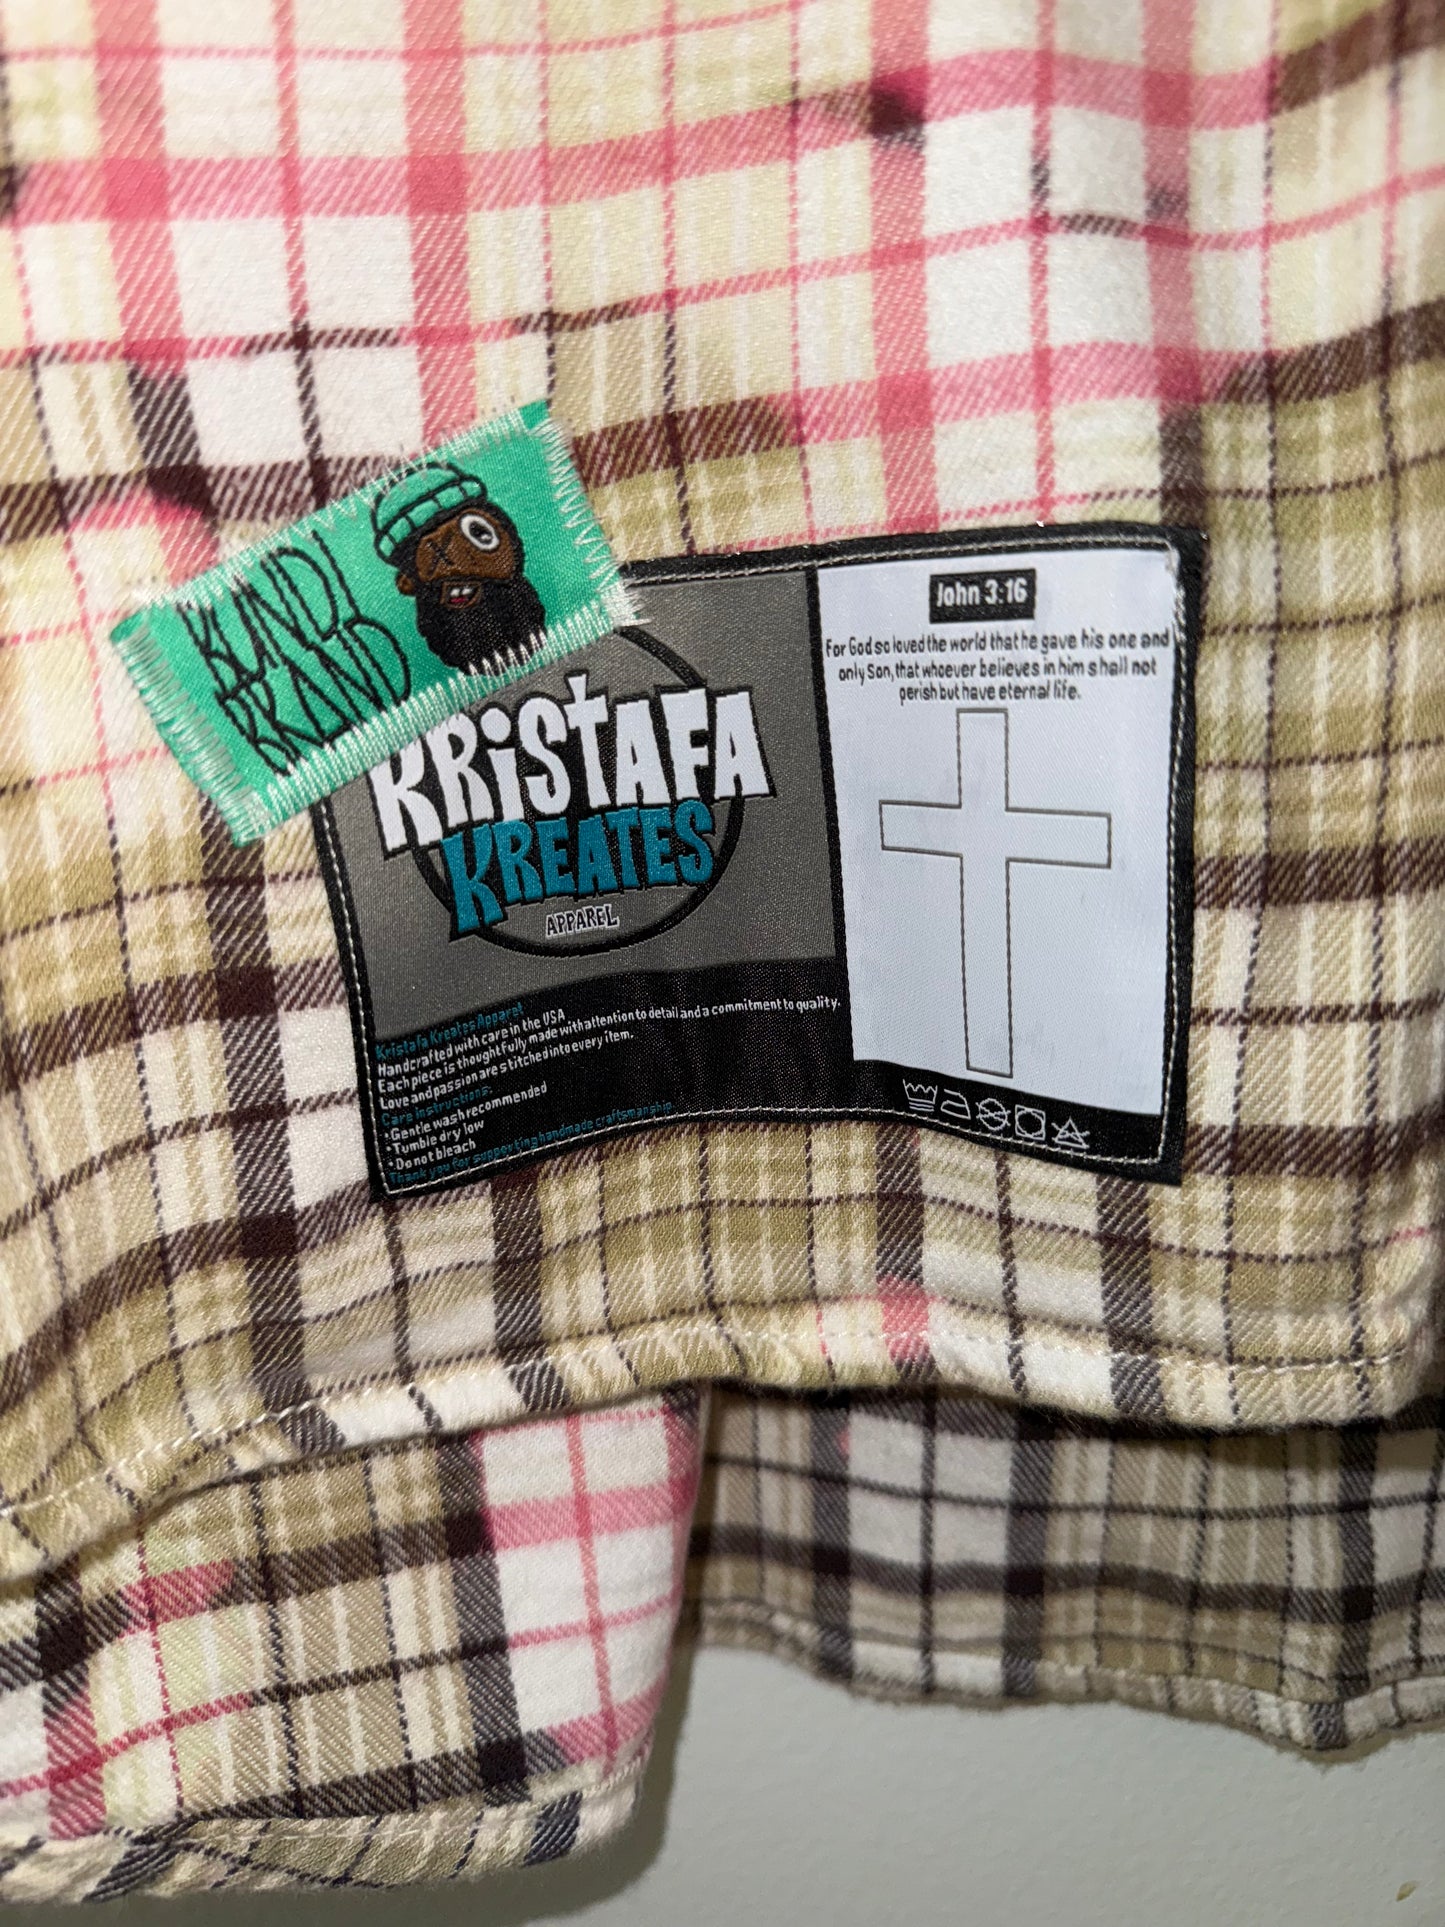 KUNDI
BRAND
KRiSTAFA
KREATES
APPAREL
Kristafa Kreates Apparel
Handcrafted with care in the USA
Each piece is thoughtfully made with attention to detail and a commitment to quality.
Love and passion are stitched into every item.
Care Instructions:
• Gentle wash recommended
• Tumble dry low
• Do not bleach
Thank you for supporting handmade craftsmanship
John 3:16
For God so loved the world that he gave his one and
only Son, that whoever believes in him shall not
perish but have eternal life.